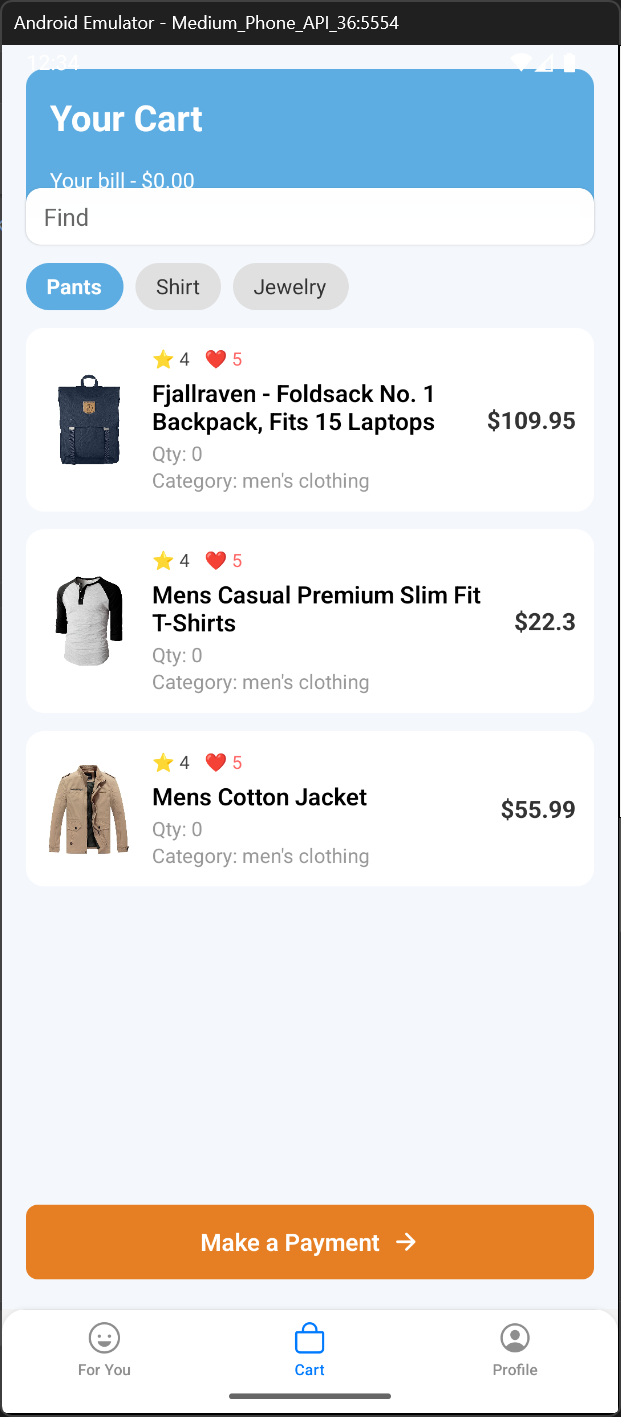 Android Emulator - Medium_Phone_API_36:5554
12:34
Your Cart
Your bill - $0.00
Find
Pants Shirt Jewelry
⭐ 4 ❤️ 5
Fjallraven - Foldsack No. 1
Backpack, Fits 15 Laptops
$109.95
Qty: 0
Category: men's clothing
⭐ 4 ❤️ 5
Mens Casual Premium Slim Fit
T-Shirts
$22.3
Qty: 0
Category: men's clothing
⭐ 4 ❤️ 5
Mens Cotton Jacket
$55.99
Qty: 0
Category: men's clothing
Make a Payment →
For You Cart Profile